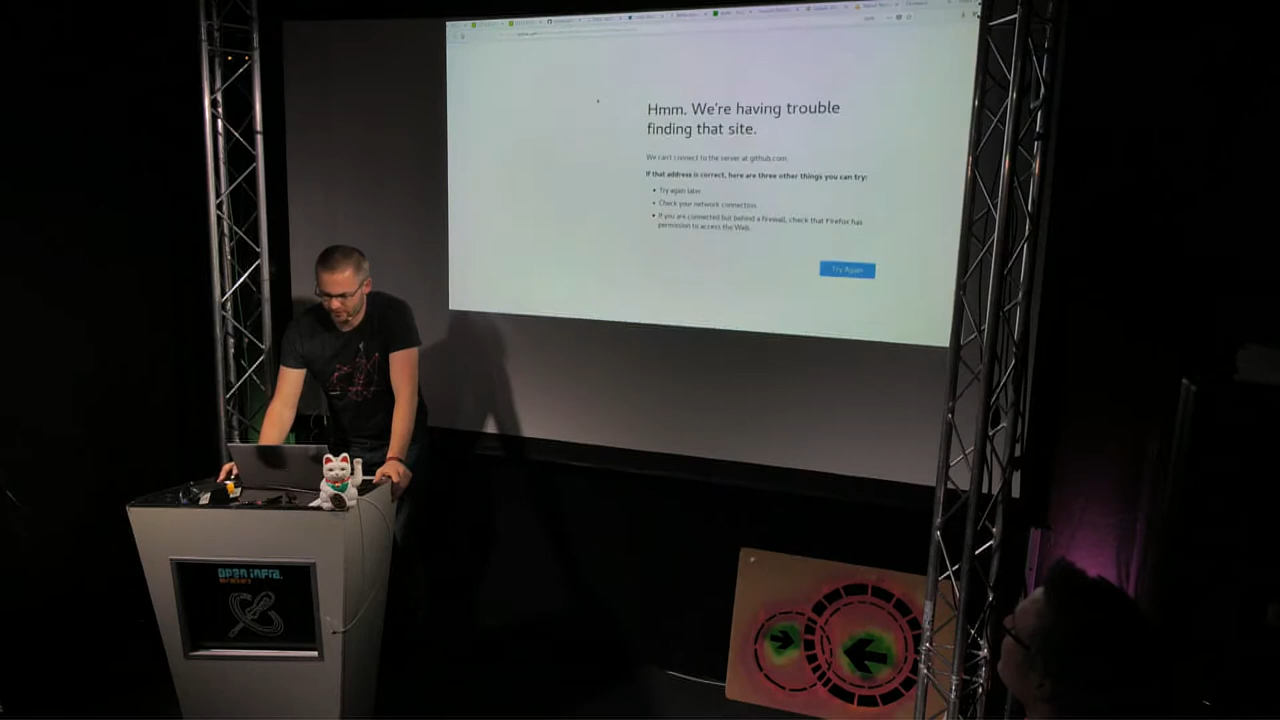 Hmm. We're having trouble
finding that site.
We can't connect to the server at github.com.
If that address is correct, here are three other things you can try:
• Try again later.
• Check your network connection.
• If you are connected but behind a firewall, check that Firefox has
permission to access the Web.
Try Again
open infra.